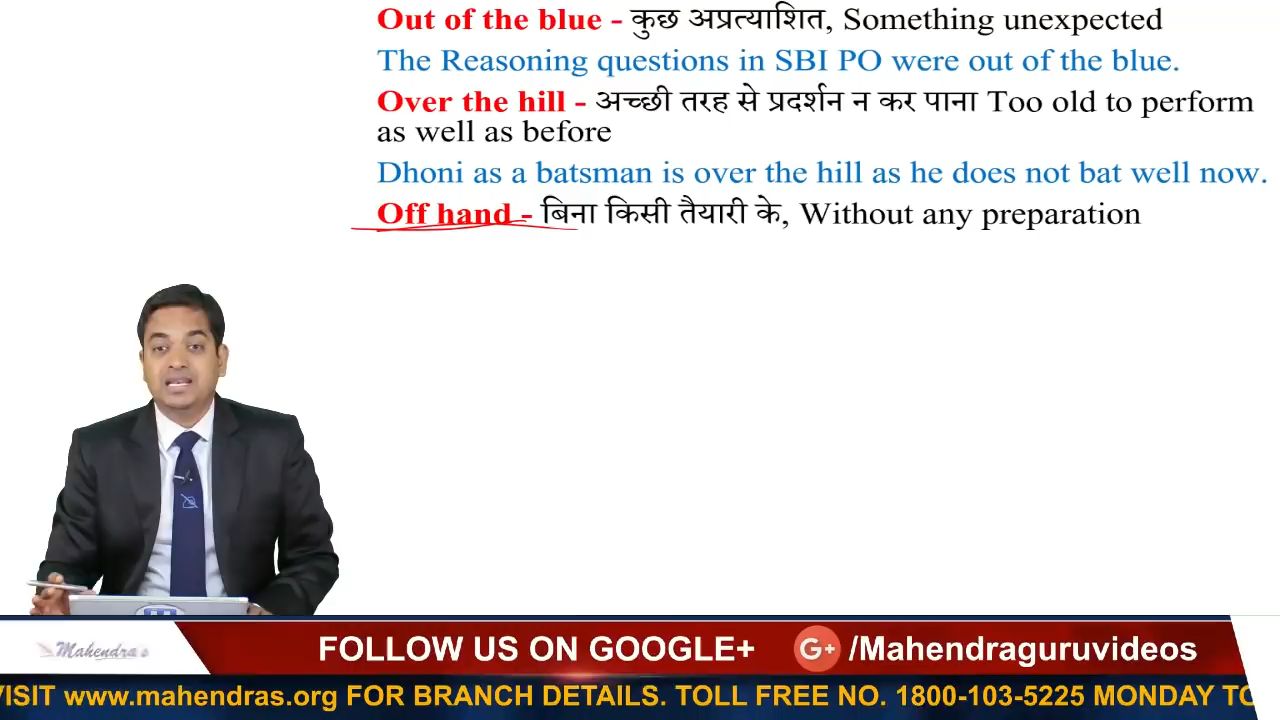 Out of the blue - कुछ अप्रत्याशित, Something unexpected
The Reasoning questions in SBI PO were out of the blue.
Over the hill - अच्छी तरह से प्रदर्शन न कर पाना Too old to perform
as well as before
Dhoni as a batsman is over the hill as he does not bat well now.
Off hand - बिना किसी तैयारी के, Without any preparation
Mahendra's
FOLLOW US ON GOOGLE+ G+ /Mahendraguruvideos
VISIT www.mahendras.org FOR BRANCH DETAILS. TOLL FREE NO. 1800-103-5225 MONDAY TO